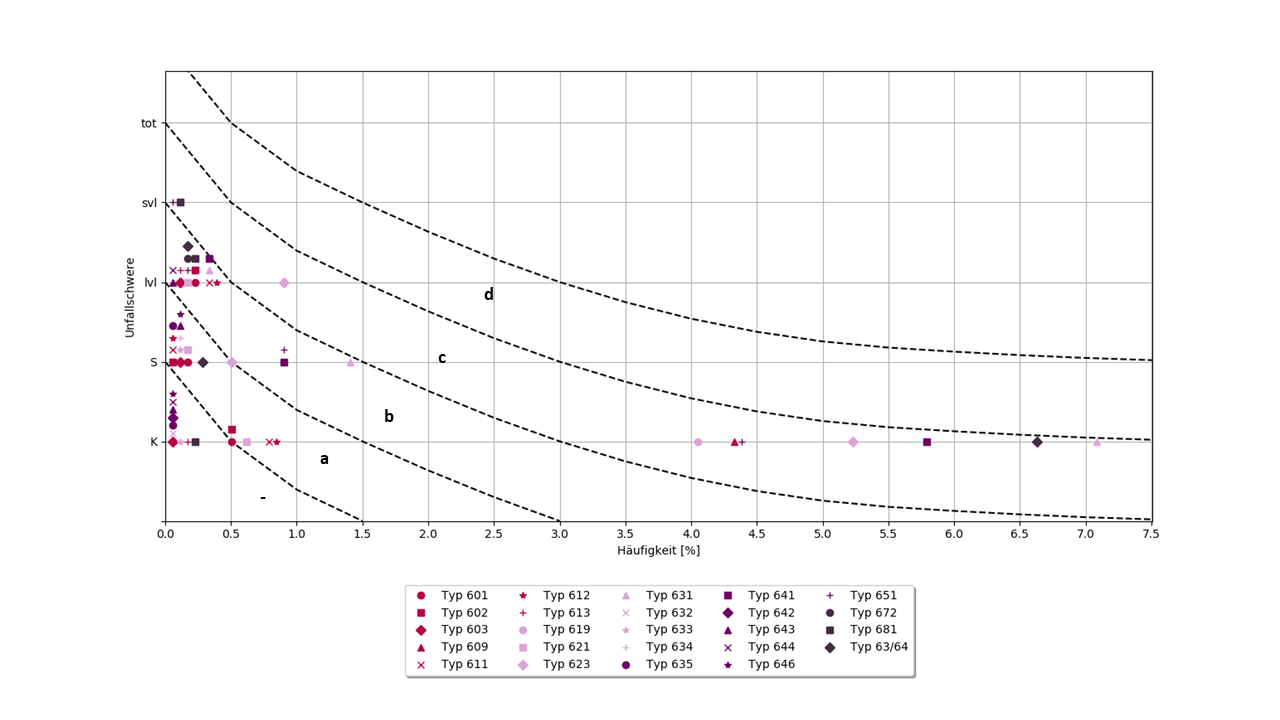 tot
svl
lvl
S
K
Unfallschwere
d
c
b
a
-
0.0 0.5 1.0 1.5 2.0 2.5 3.0 3.5 4.0 4.5 5.0 5.5 6.0 6.5 7.0 7.5
Häufigkeit [%]
Typ 601 Typ 612 Typ 631 Typ 641 Typ 651
Typ 602 Typ 613 Typ 632 Typ 642 Typ 672
Typ 603 Typ 619 Typ 633 Typ 643 Typ 681
Typ 609 Typ 621 Typ 634 Typ 644 Typ 63/64
Typ 611 Typ 623 Typ 635 Typ 646